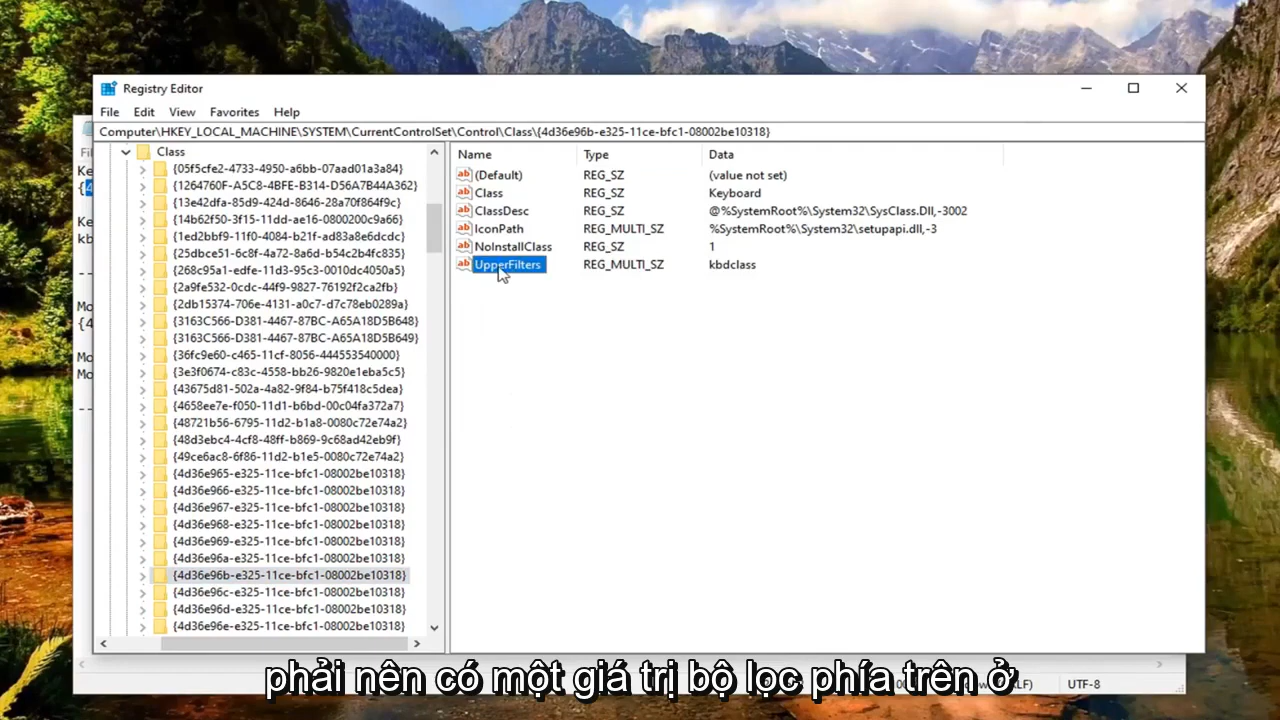 Registry Editor
File Edit View Favorites Help
Computer\HKEY_LOCAL_MACHINE\SYSTEM\CurrentControlSet\Control\Class\{4d36e96b-e325-11ce-bfc1-08002be10318}
Class
{05f5cfe2-4733-4950-a6bb-07aad01a3a84}
{1264760F-A5C8-4BFE-B314-D56A7B44A362}
{13e42dfa-85d9-424d-8646-28a70f864f9c}
{14b62f50-3f15-11dd-ae16-0800200c9a66}
{1ed2bbf9-11f0-4084-b21f-ad83a8e6dcdc}
{25dbce51-6c8f-4a72-8a6d-b54c2b4fc835}
{268c95a1-edfe-11d3-95c3-0010dc4050a5}
{2a9fe532-0cdc-44f9-9827-76192f2ca2fb}
{2db15374-706e-4131-a0c7-d7c78eb0289a}
{3163C566-D381-4467-87BC-A65A18D5B648}
{3163C566-D381-4467-87BC-A65A18D5B649}
{36fc9e60-c465-11cf-8056-444553540000}
{3e3f0674-c83c-4558-bb26-9820e1eba5c5}
{43675d81-502a-4a82-9f84-b75f418c5dea}
{4658ee7e-f050-11d1-b6bd-00c04fa372a7}
{48721b56-6795-11d2-b1a8-0080c72e74a2}
{48d3ebc4-4cf8-48ff-b869-9c68ad42eb9f}
{49ce6ac8-6f86-11d2-b1e5-0080c72e74a2}
{4d36e965-e325-11ce-bfc1-08002be10318}
{4d36e966-e325-11ce-bfc1-08002be10318}
{4d36e967-e325-11ce-bfc1-08002be10318}
{4d36e968-e325-11ce-bfc1-08002be10318}
{4d36e969-e325-11ce-bfc1-08002be10318}
{4d36e96a-e325-11ce-bfc1-08002be10318}
{4d36e96b-e325-11ce-bfc1-08002be10318}
{4d36e96c-e325-11ce-bfc1-08002be10318}
{4d36e96d-e325-11ce-bfc1-08002be10318}
{4d36e96e-e325-11ce-bfc1-08002be10318}
Name Type Data
(Default) REG_SZ (value not set)
Class REG_SZ Keyboard
ClassDesc REG_SZ @%SystemRoot%\System32\SysClass.Dll,-3002
IconPath REG_MULTI_SZ %SystemRoot%\System32\setupapi.dll,-3
NoInstallClass REG_SZ 1
UpperFilters REG_MULTI_SZ kbdclass
UTF-8
phải nên có một giá trị bộ lọc phía trên ở